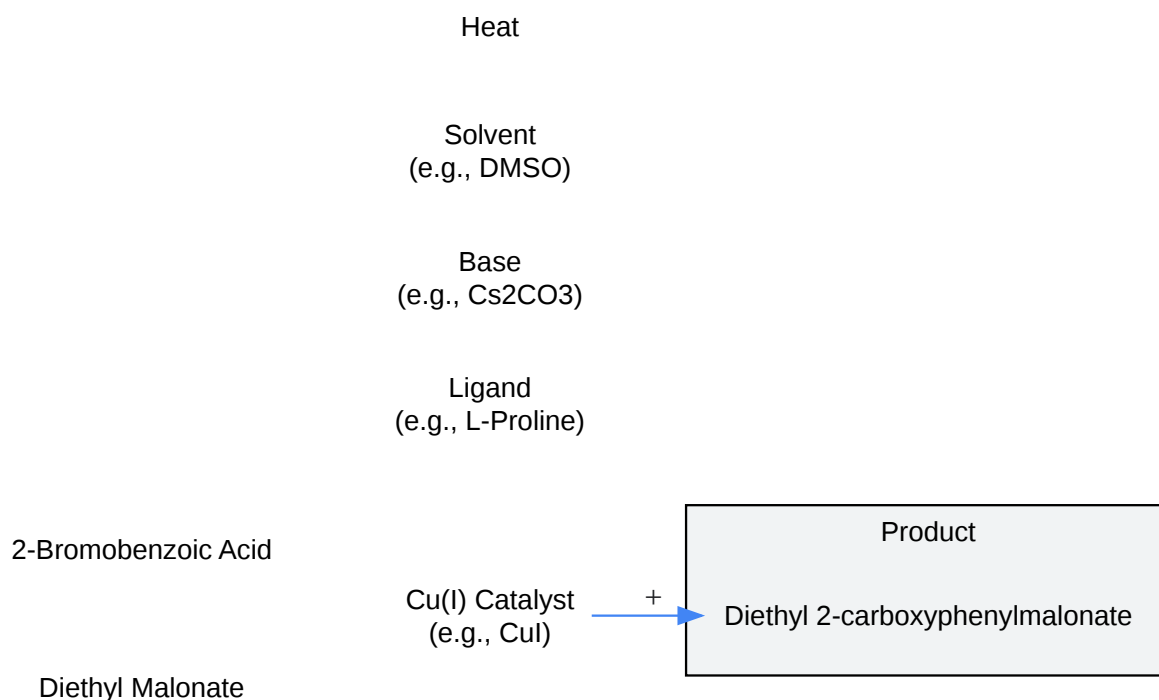 Heat
Solvent
(e.g., DMSO)
Base
(e.g., Cs2CO3)
Ligand
(e.g., L-Proline)
2-Bromobenzoic Acid
Cu(I) Catalyst
(e.g., CuI)
+
Product
Diethyl 2-carboxyphenylmalonate
Diethyl Malonate